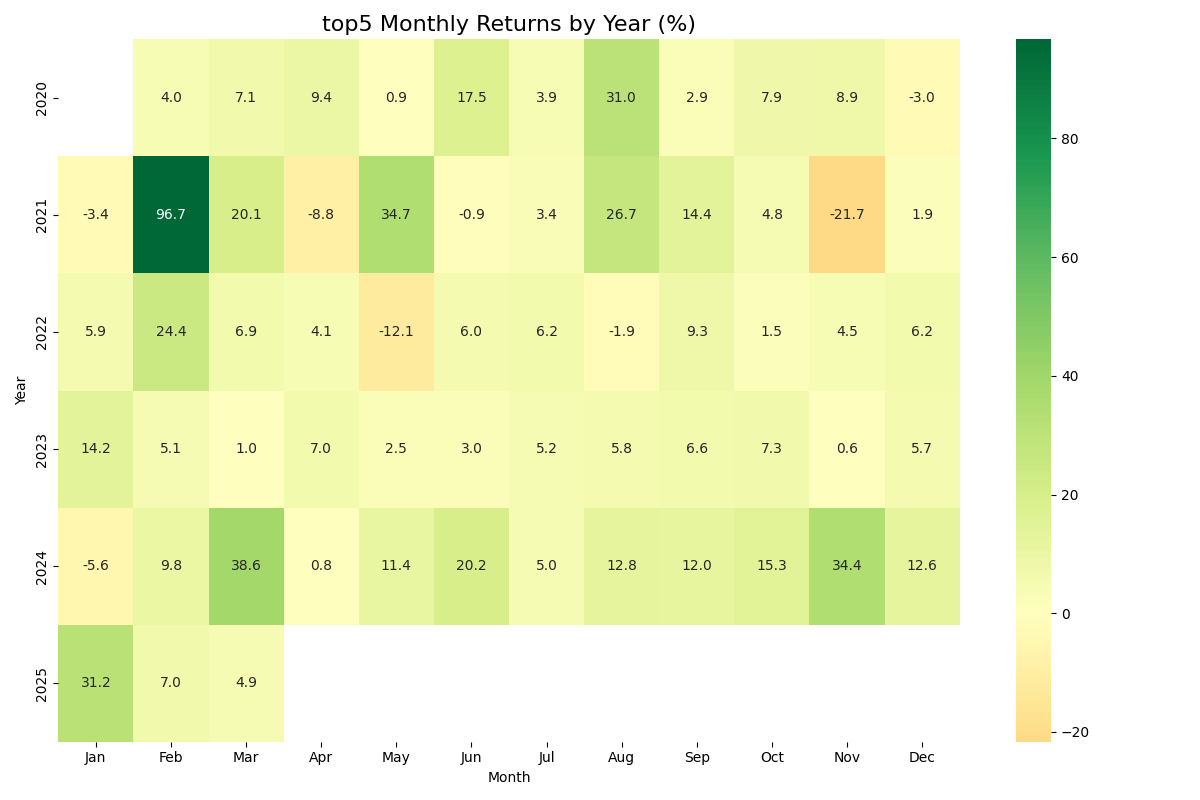 top5 Monthly Returns by Year (%)
2020 4.0 7.1 9.4 0.9 17.5 3.9 31.0 2.9 7.9 8.9 -3.0
2021 -3.4 96.7 20.1 -8.8 34.7 -0.9 3.4 26.7 14.4 4.8 -21.7 1.9
2022 5.9 24.4 6.9 4.1 -12.1 6.0 6.2 -1.9 9.3 1.5 4.5 6.2
2023 14.2 5.1 1.0 7.0 2.5 3.0 5.2 5.8 6.6 7.3 0.6 5.7
2024 -5.6 9.8 38.6 0.8 11.4 20.2 5.0 12.8 12.0 15.3 34.4 12.6
2025 31.2 7.0 4.9
Year
Jan Feb Mar Apr May Jun Jul Aug Sep Oct Nov Dec
Month
80
60
40
20
0
−20